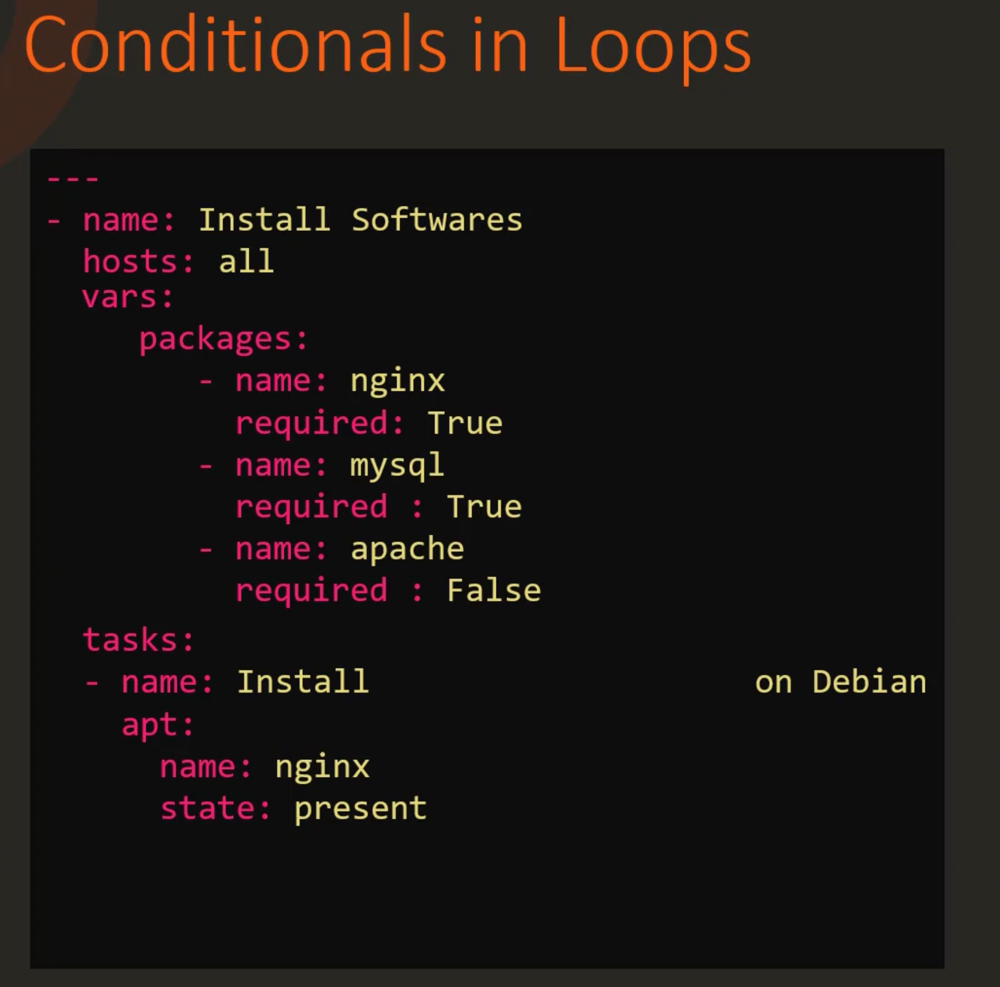 Conditionals in Loops
---
- name: Install Softwares
  hosts: all
  vars:
     packages:
        - name: nginx
          required: True
        - name: mysql
          required : True
        - name: apache
          required : False
  tasks:
  - name: Install                    on Debian
    apt:
      name: nginx
      state: present